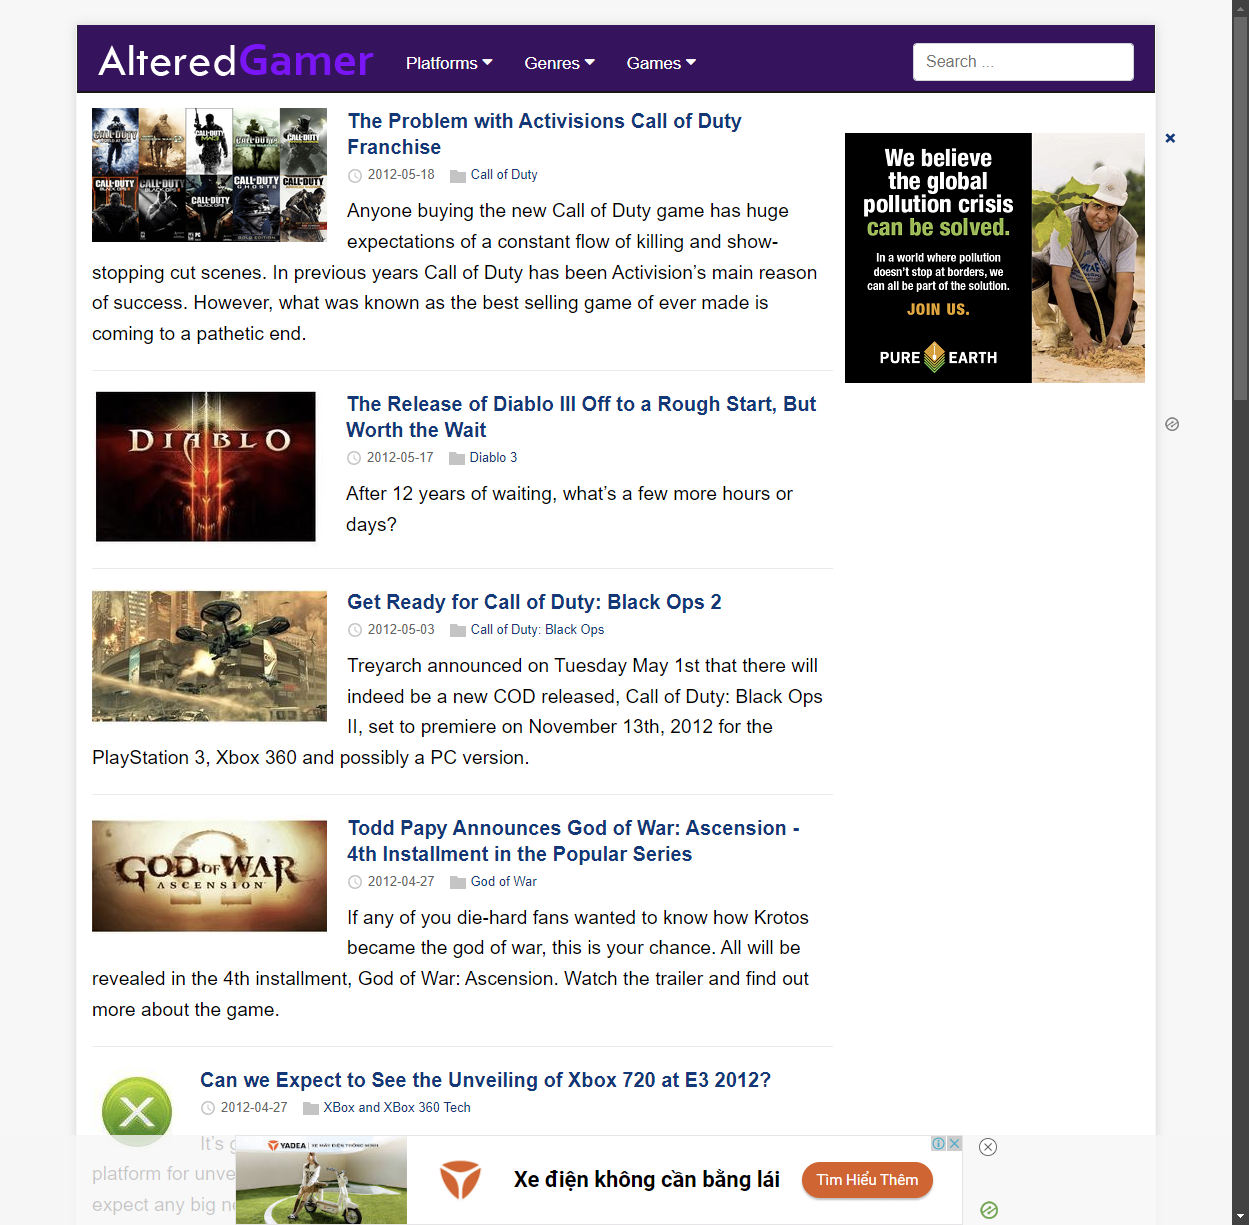 AlteredGamer
Platforms
Genres
Games
Search ...
The Problem with Activisions Call of Duty
Franchise
2012-05-18
Call of Duty
Anyone buying the new Call of Duty game has huge
expectations of a constant flow of killing and show-
stopping cut scenes. In previous years Call of Duty has been Activision’s main reason
of success. However, what was known as the best selling game of ever made is
coming to a pathetic end.
We believe
the global
pollution crisis
can be solved.
In a world where pollution
doesn't stop at borders, we
can all be part of the solution.
JOIN US.
PURE EARTH
DIABLO
The Release of Diablo III Off to a Rough Start, But
Worth the Wait
2012-05-17
Diablo 3
After 12 years of waiting, what’s a few more hours or
days?
Get Ready for Call of Duty: Black Ops 2
2012-05-03
Call of Duty: Black Ops
Treyarch announced on Tuesday May 1st that there will
indeed be a new COD released, Call of Duty: Black Ops
II, set to premiere on November 13th, 2012 for the
PlayStation 3, Xbox 360 and possibly a PC version.
GOD OF WAR
ASCENSION
Todd Papy Announces God of War: Ascension -
4th Installment in the Popular Series
2012-04-27
God of War
If any of you die-hard fans wanted to know how Krotos
became the god of war, this is your chance. All will be
revealed in the 4th installment, God of War: Ascension. Watch the trailer and find out
more about the game.
Can we Expect to See the Unveiling of Xbox 720 at E3 2012?
2012-04-27
XBox and XBox 360 Tech
It’s
platform for unve
expect any big
YADEA | XE MÁY ĐIỆN THÔNG MINH
Xe điện không cần bằng lái
Tìm Hiểu Thêm